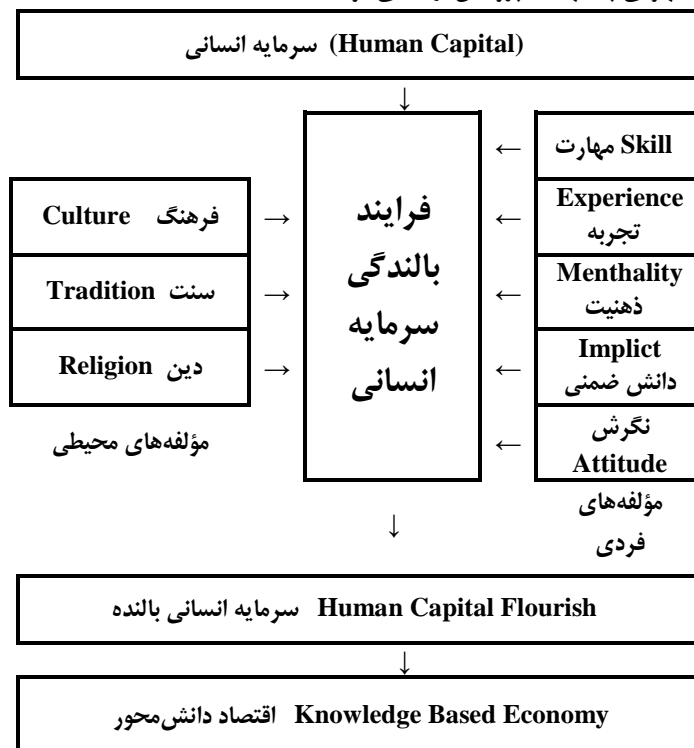 سرمایه انسانی (Human Capital)
↓
مهارت Skill
←
Experience
تجربه
←
Menthality
ذهنیت
←
Implict
دانش ضمنی
←
نگرش
Attitude
←
مؤلفه‌های
فردی
فرایند
بالندگی
سرمایه
انسانی
فرهنگ Culture
→
سنت Tradition
→
دین Religion
→
مؤلفه‌های محیطی
↓
سرمایه انسانی بالنده Human Capital Flourish
↓
اقتصاد دانش‌محور Knowledge Based Economy